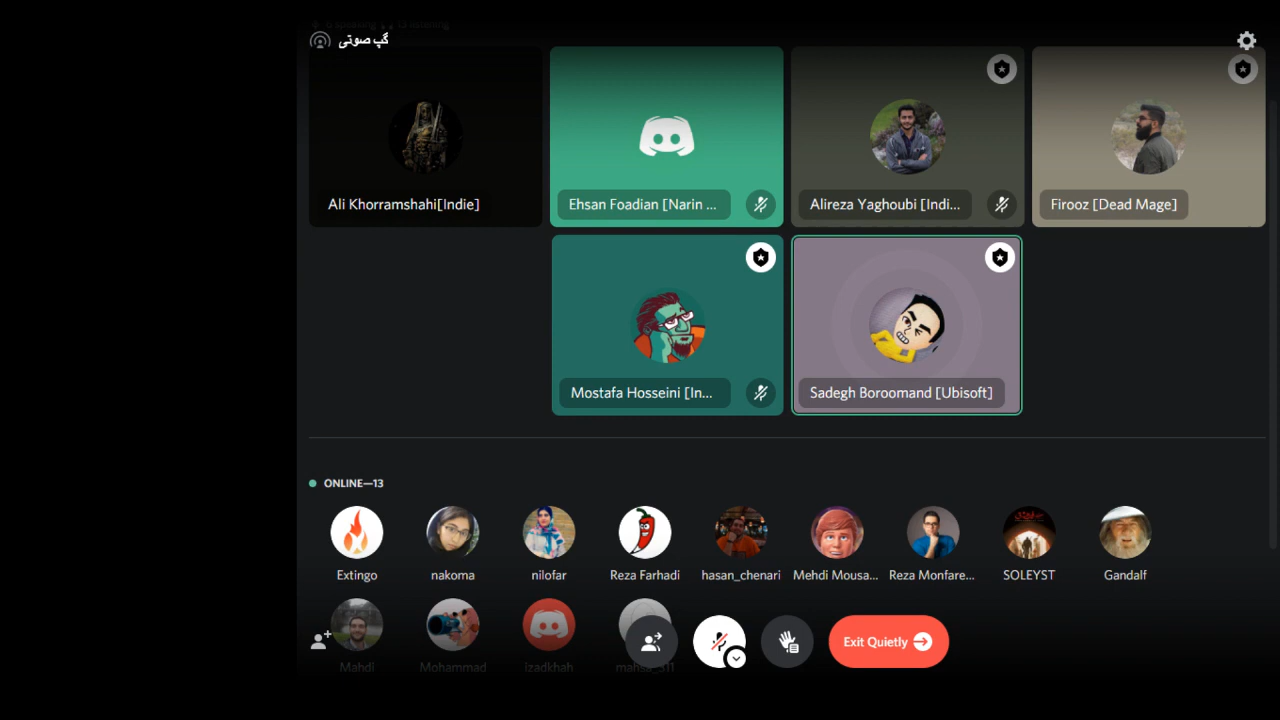 گپ صوتی
Ali Khorramshahi[Indie]
Ehsan Foadian [Narin ...
Alireza Yaghoubi [Indi...
Firooz [Dead Mage]
Mostafa Hosseini [In...
Sadegh Boroomand [Ubisoft]
ONLINE—13
Extingo
nakoma
nilofar
Reza Farhadi
hasan_chenari
Mehdi Mousa...
Reza Monfare...
SOLEYST
Gandalf
Exit Quietly
Mahdi
Mohammad
izadkhah
mahsa_311